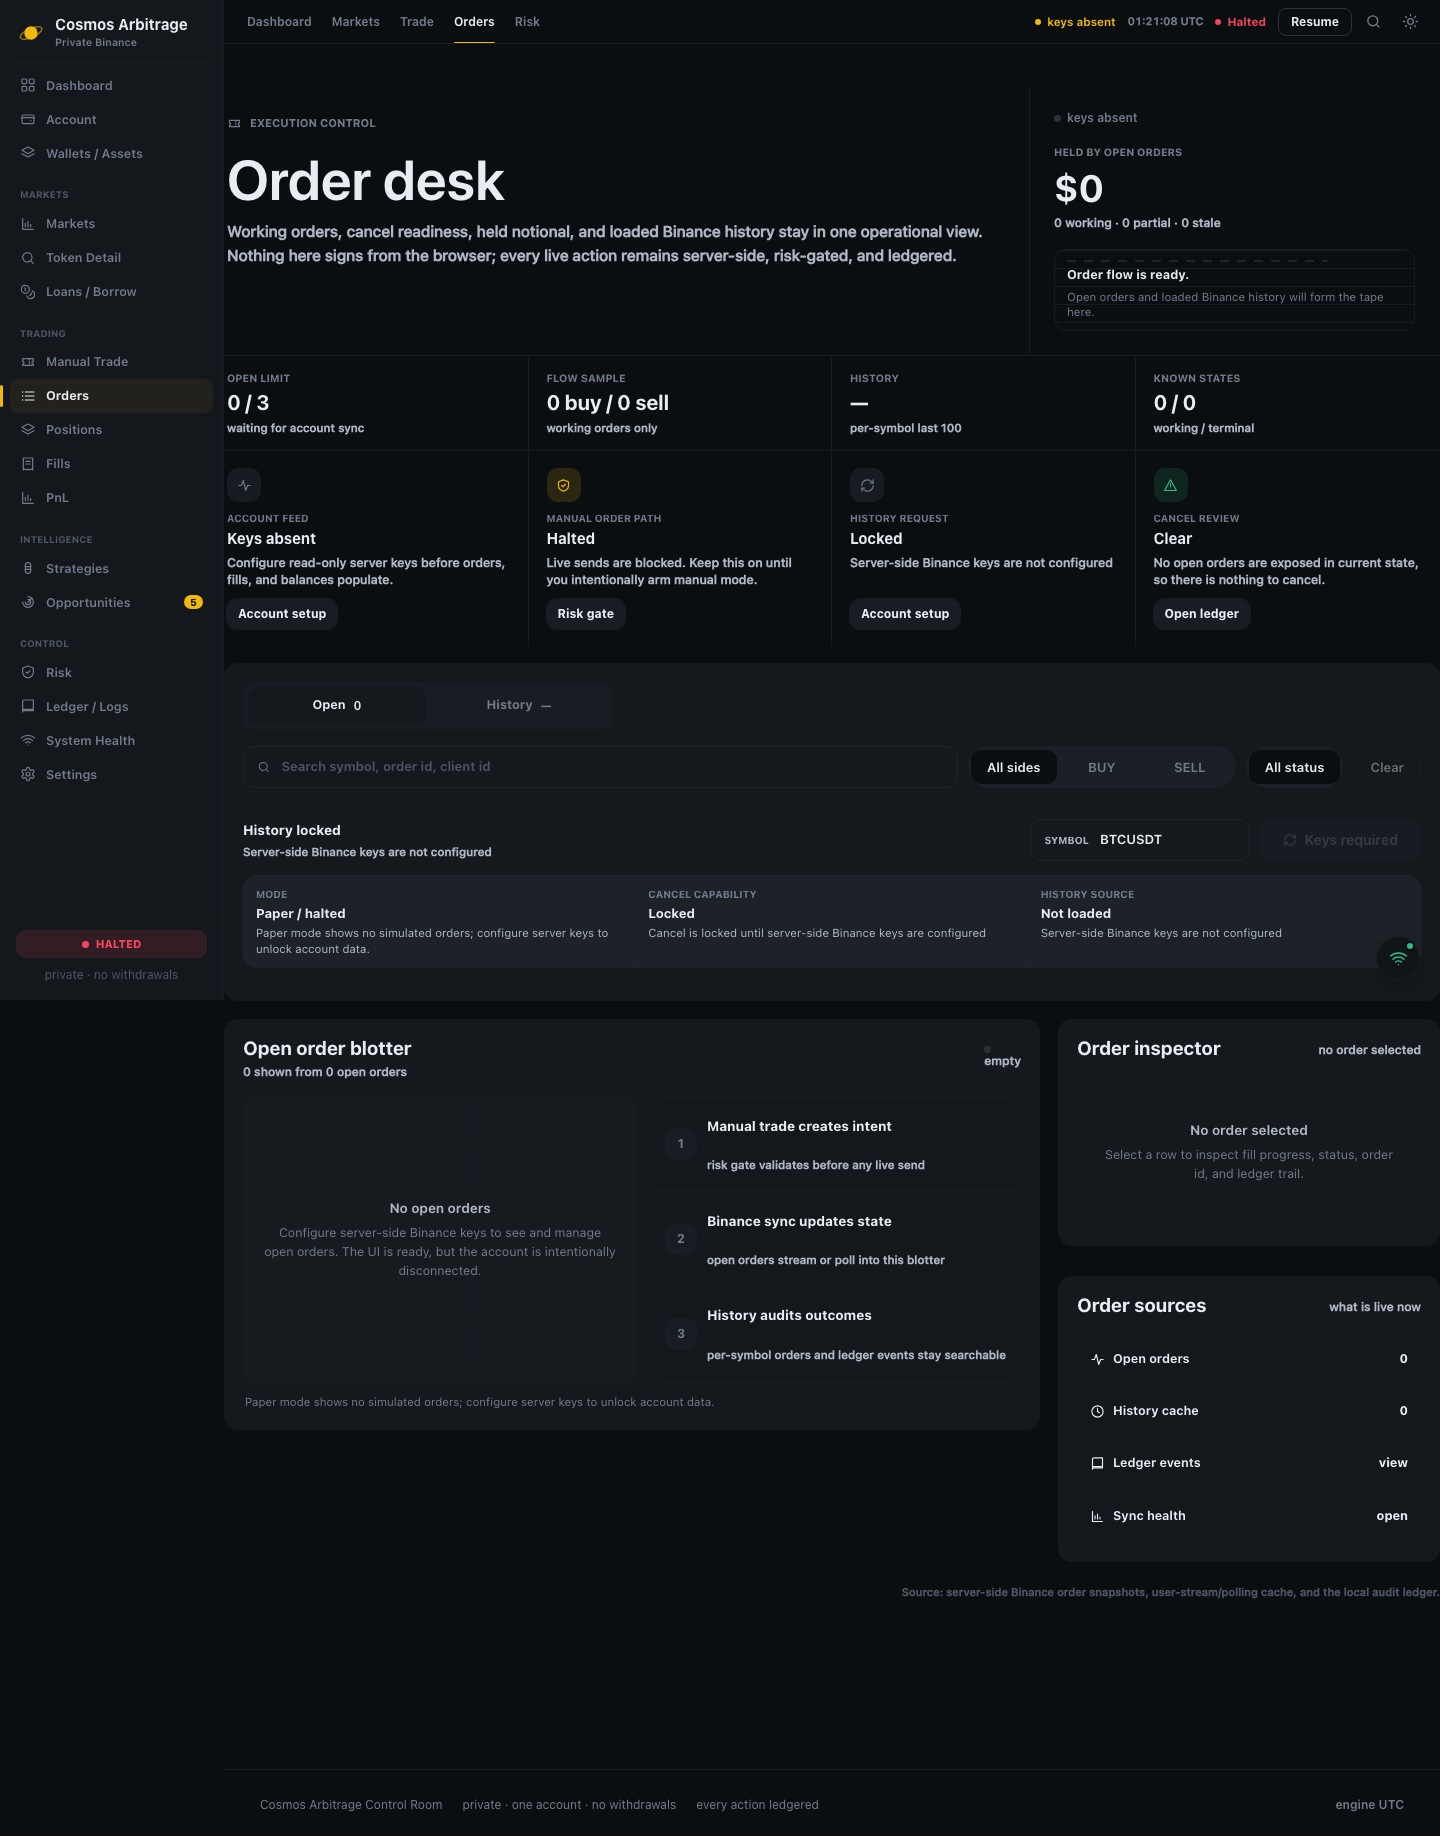 Cosmos Arbitrage
Private Binance
Dashboard
Account
Wallets / Assets
MARKETS
Markets
Token Detail
Loans / Borrow
TRADING
Manual Trade
Orders
Positions
Fills
PnL
INTELLIGENCE
Strategies
Opportunities 5
CONTROL
Risk
Ledger / Logs
System Health
Settings
HALTED
private · no withdrawals
Dashboard Markets Trade Orders Risk
keys absent 01:21:08 UTC Halted Resume
EXECUTION CONTROL
Order desk
Working orders, cancel readiness, held notional, and loaded Binance history stay in one operational view.
Nothing here signs from the browser; every live action remains server-side, risk-gated, and ledgered.
keys absent
HELD BY OPEN ORDERS
$0
0 working · 0 partial · 0 stale
Order flow is ready.
Open orders and loaded Binance history will form the tape
here.
OPEN LIMIT
0 / 3
waiting for account sync
FLOW SAMPLE
0 buy / 0 sell
working orders only
HISTORY
—
per-symbol last 100
KNOWN STATES
0 / 0
working / terminal
ACCOUNT FEED
Keys absent
Configure read-only server keys before orders,
fills, and balances populate.
Account setup
MANUAL ORDER PATH
Halted
Live sends are blocked. Keep this on until
you intentionally arm manual mode.
Risk gate
HISTORY REQUEST
Locked
Server-side Binance keys are not configured
Account setup
CANCEL REVIEW
Clear
No open orders are exposed in current state,
so there is nothing to cancel.
Open ledger
Open 0 History —
Search symbol, order id, client id
All sides BUY SELL All status Clear
History locked
Server-side Binance keys are not configured
SYMBOL BTCUSDT Keys required
MODE
Paper / halted
Paper mode shows no simulated orders; configure server keys to
unlock account data.
CANCEL CAPABILITY
Locked
Cancel is locked until server-side Binance keys are configured
HISTORY SOURCE
Not loaded
Server-side Binance keys are not configured
Open order blotter
0 shown from 0 open orders
empty
No open orders
Configure server-side Binance keys to see and manage
open orders. The UI is ready, but the account is intentionally
disconnected.
1 Manual trade creates intent
risk gate validates before any live send
2 Binance sync updates state
open orders stream or poll into this blotter
3 History audits outcomes
per-symbol orders and ledger events stay searchable
Paper mode shows no simulated orders; configure server keys to unlock account data.
Order inspector no order selected
No order selected
Select a row to inspect fill progress, status, order
id, and ledger trail.
Order sources what is live now
Open orders 0
History cache 0
Ledger events view
Sync health open
Source: server-side Binance order snapshots, user-stream/polling cache, and the local audit ledger.
Cosmos Arbitrage Control Room private · one account · no withdrawals every action ledgered engine UTC